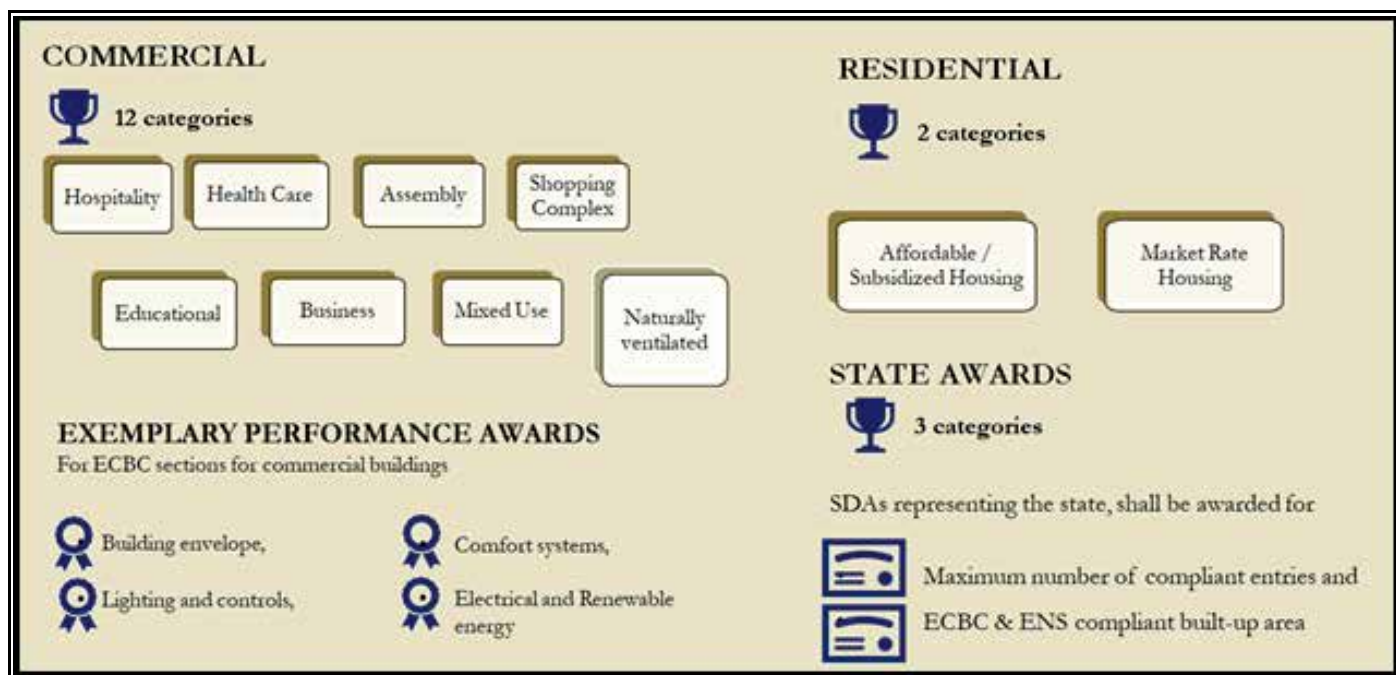 COMMERCIAL
12 categories
Hospitality
Health Care
Assembly
Shopping
Complex
Educational
Business
Mixed Use
Naturally
ventilated
EXEMPLARY PERFORMANCE AWARDS
For ECBC sections for commercial buildings
Building envelope,
Comfort systems,
Lighting and controls,
Electrical and Renewable
energy
RESIDENTIAL
2 categories
Affordable /
Subsidized Housing
Market Rate
Housing
STATE AWARDS
3 categories
SDAs representing the state, shall be awarded for
Maximum number of compliant entries and
ECBC & ENS compliant built-up area